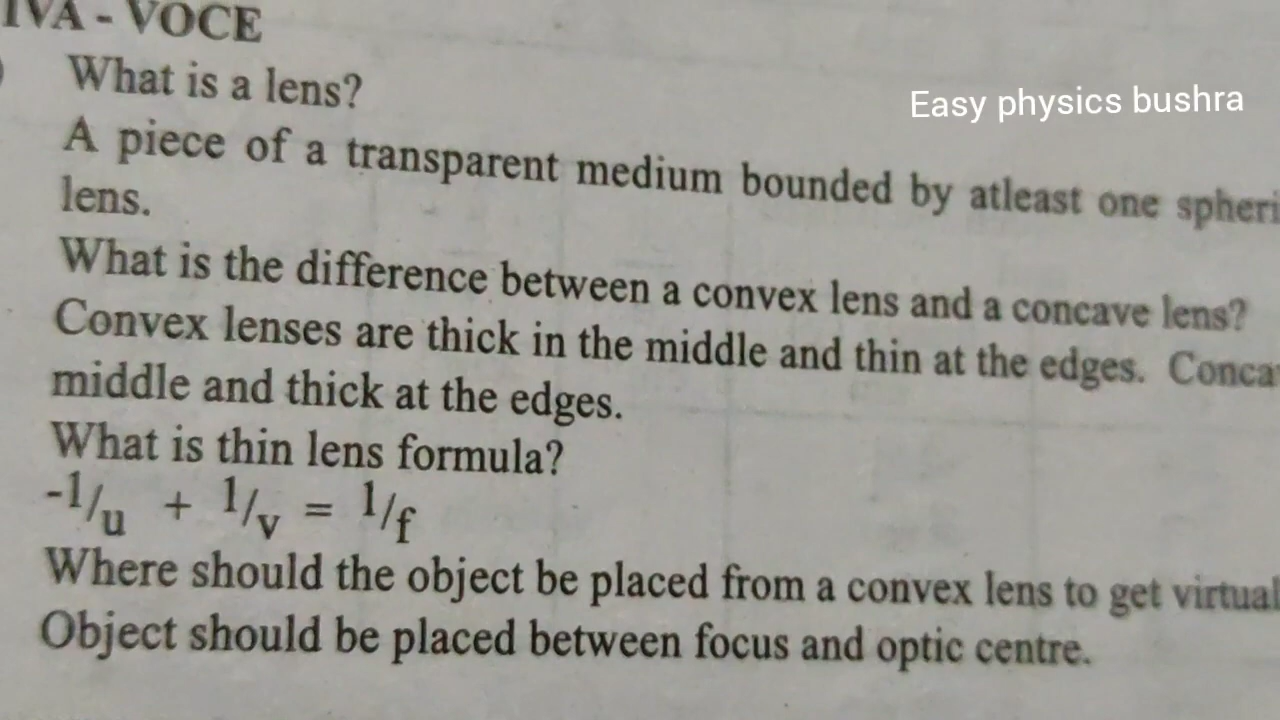 IVA - VOCE
What is a lens?
Easy physics bushra
A piece of a transparent medium bounded by atleast one spheri
lens.
What is the difference between a convex lens and a concave lens?
Convex lenses are thick in the middle and thin at the edges. Conca
middle and thick at the edges.
What is thin lens formula?
-1/u + 1/v = 1/f
Where should the object be placed from a convex lens to get virtual
Object should be placed between focus and optic centre.